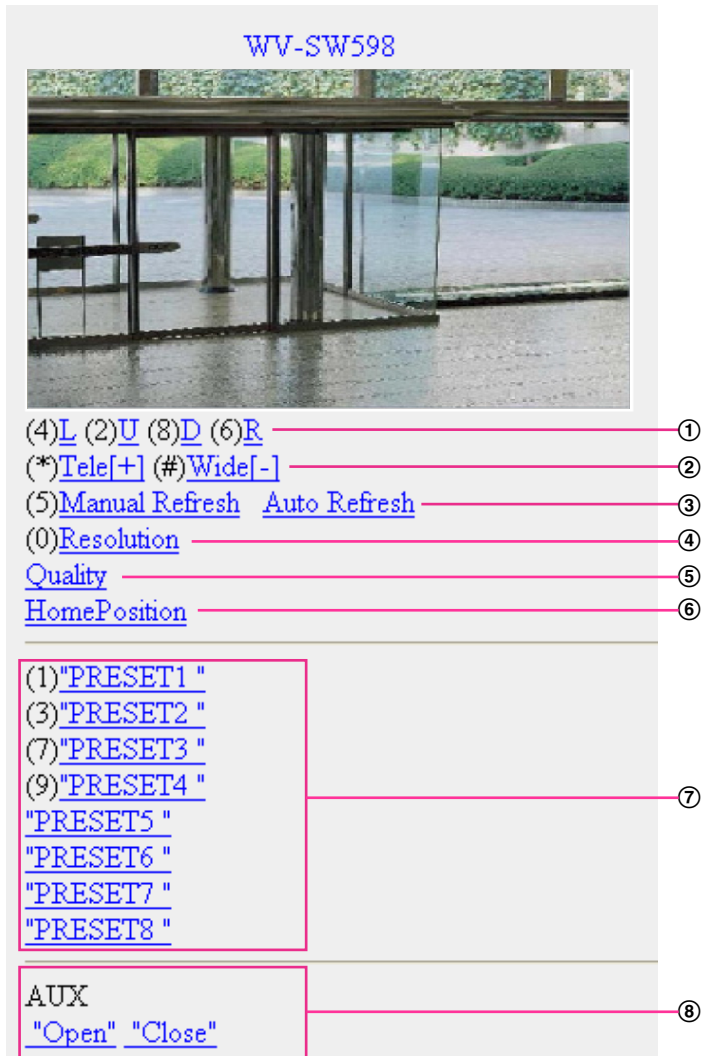 WV-SW598
(4)L (2)U (8)D (6)R ①
(*)Tele[+] (#)Wide[-] ②
(5)Manual Refresh Auto Refresh ③
(0)Resolution ④
Quality ⑤
HomePosition ⑥
(1)"PRESET1 "
(3)"PRESET2 "
(7)"PRESET3 "
(9)"PRESET4 "
"PRESET5 "
"PRESET6 "
"PRESET7 "
"PRESET8 "
⑦
AUX
"Open" "Close"
⑧